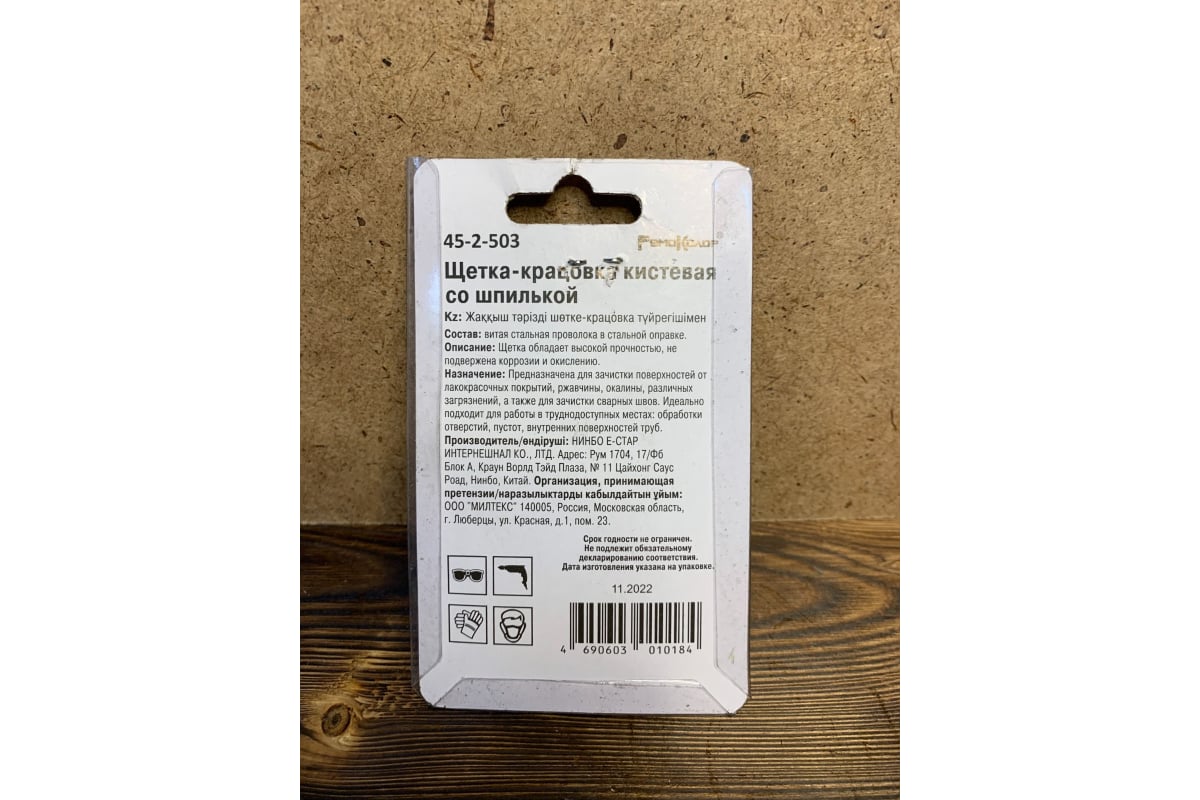 45-2-503
РемоКолор®
Щетка-крацовка кистевая
со шпилькой
Kz: Жаққыш тәрізді шөтке-крацо́вка түйрегішімен
Состав: витая стальная проволока в стальной оправке.
Описание: Щетка обладает высокой прочностью, не
подвержена коррозии и окислению.
Назначение: Предназначена для зачистки поверхностей от
лакокрасочных покрытий, ржавчины, окалины, различных
загрязнений, а также для зачистки сварных швов. Идеально
подходит для работы в труднодоступных местах: обработки
отверстий, пустот, внутренних поверхностей труб.
Производитель/өндіруші: НИНБО Е-СТАР
ИНТЕРНЕШНАЛ КО., ЛТД. Адрес: Рум 1704, 17/Фб
Блок А, Краун Ворлд Тэйд Плаза, № 11 Цайхонг Саус
Роад, Нинбо, Китай. Организация, принимающая
претензии/наразылыктарды кабылдайтын ұйым:
ООО "МИЛТЕКС" 140005, Россия, Московская область,
г. Люберцы, ул. Красная, д.1, пом. 23.
Срок годности не ограничен.
Не подлежит обязательному
декларированию соответствия.
Дата изготовления указана на упаковке.
11.2022
4 690603 010184